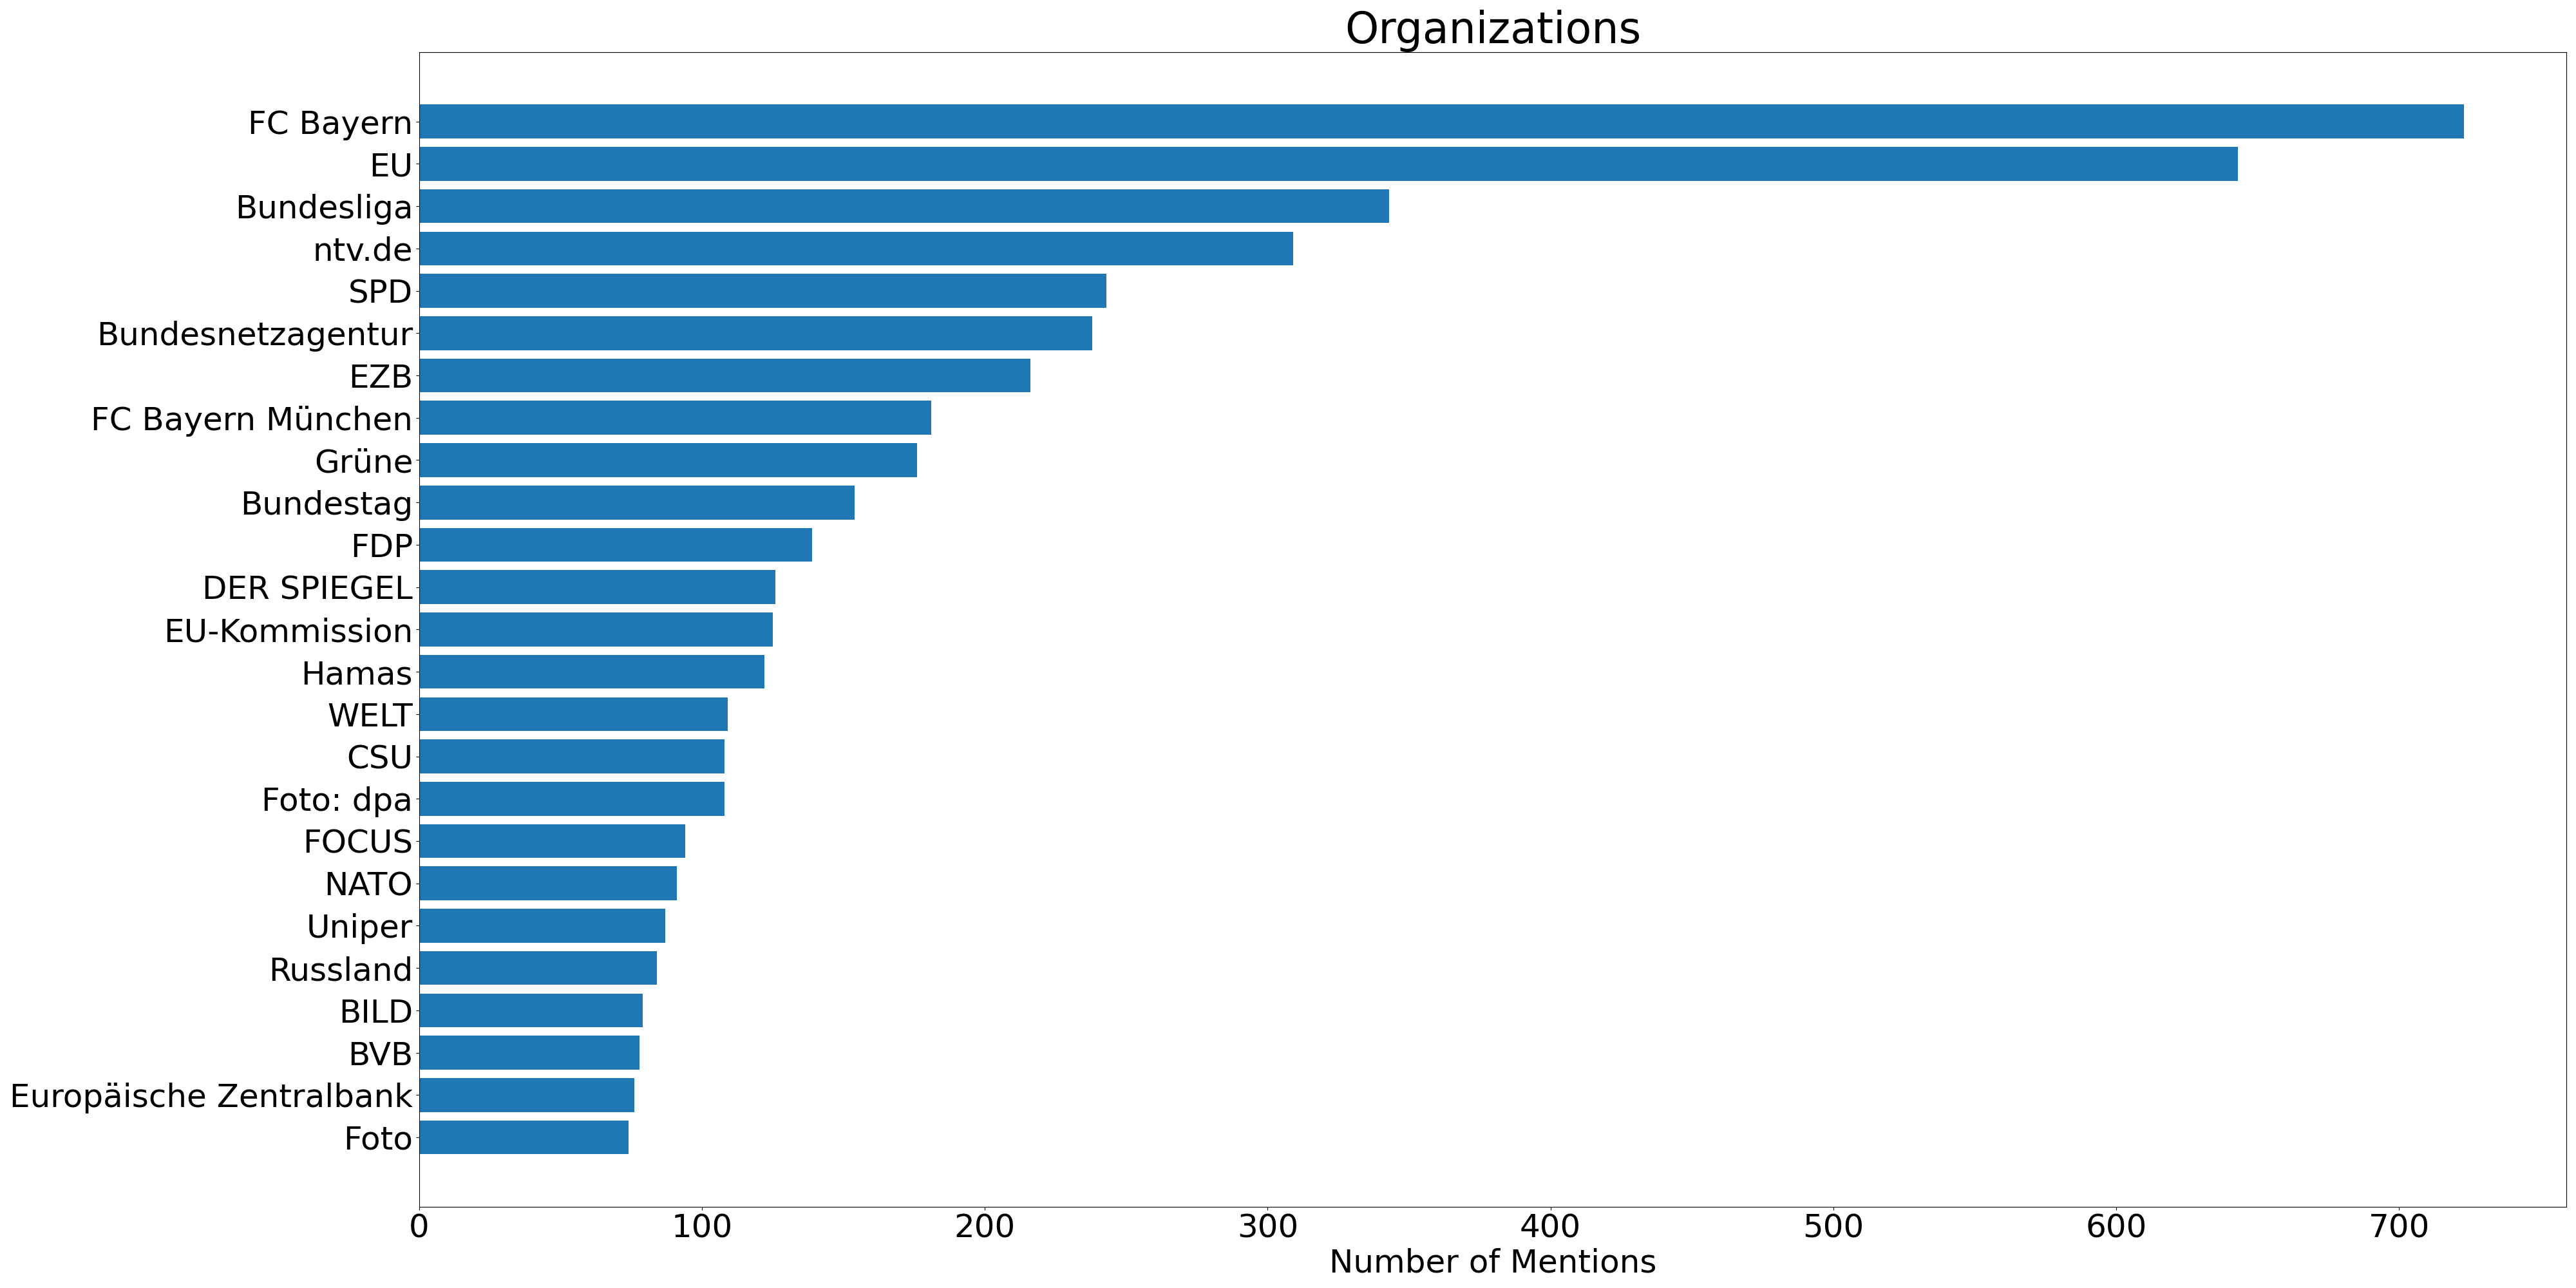 Organizations
FC Bayern
EU
Bundesliga
ntv.de
SPD
Bundesnetzagentur
EZB
FC Bayern München
Grüne
Bundestag
FDP
DER SPIEGEL
EU-Kommission
Hamas
WELT
CSU
Foto: dpa
FOCUS
NATO
Uniper
Russland
BILD
BVB
Europäische Zentralbank
Foto
0 100 200 300 400 500 600 700
Number of Mentions